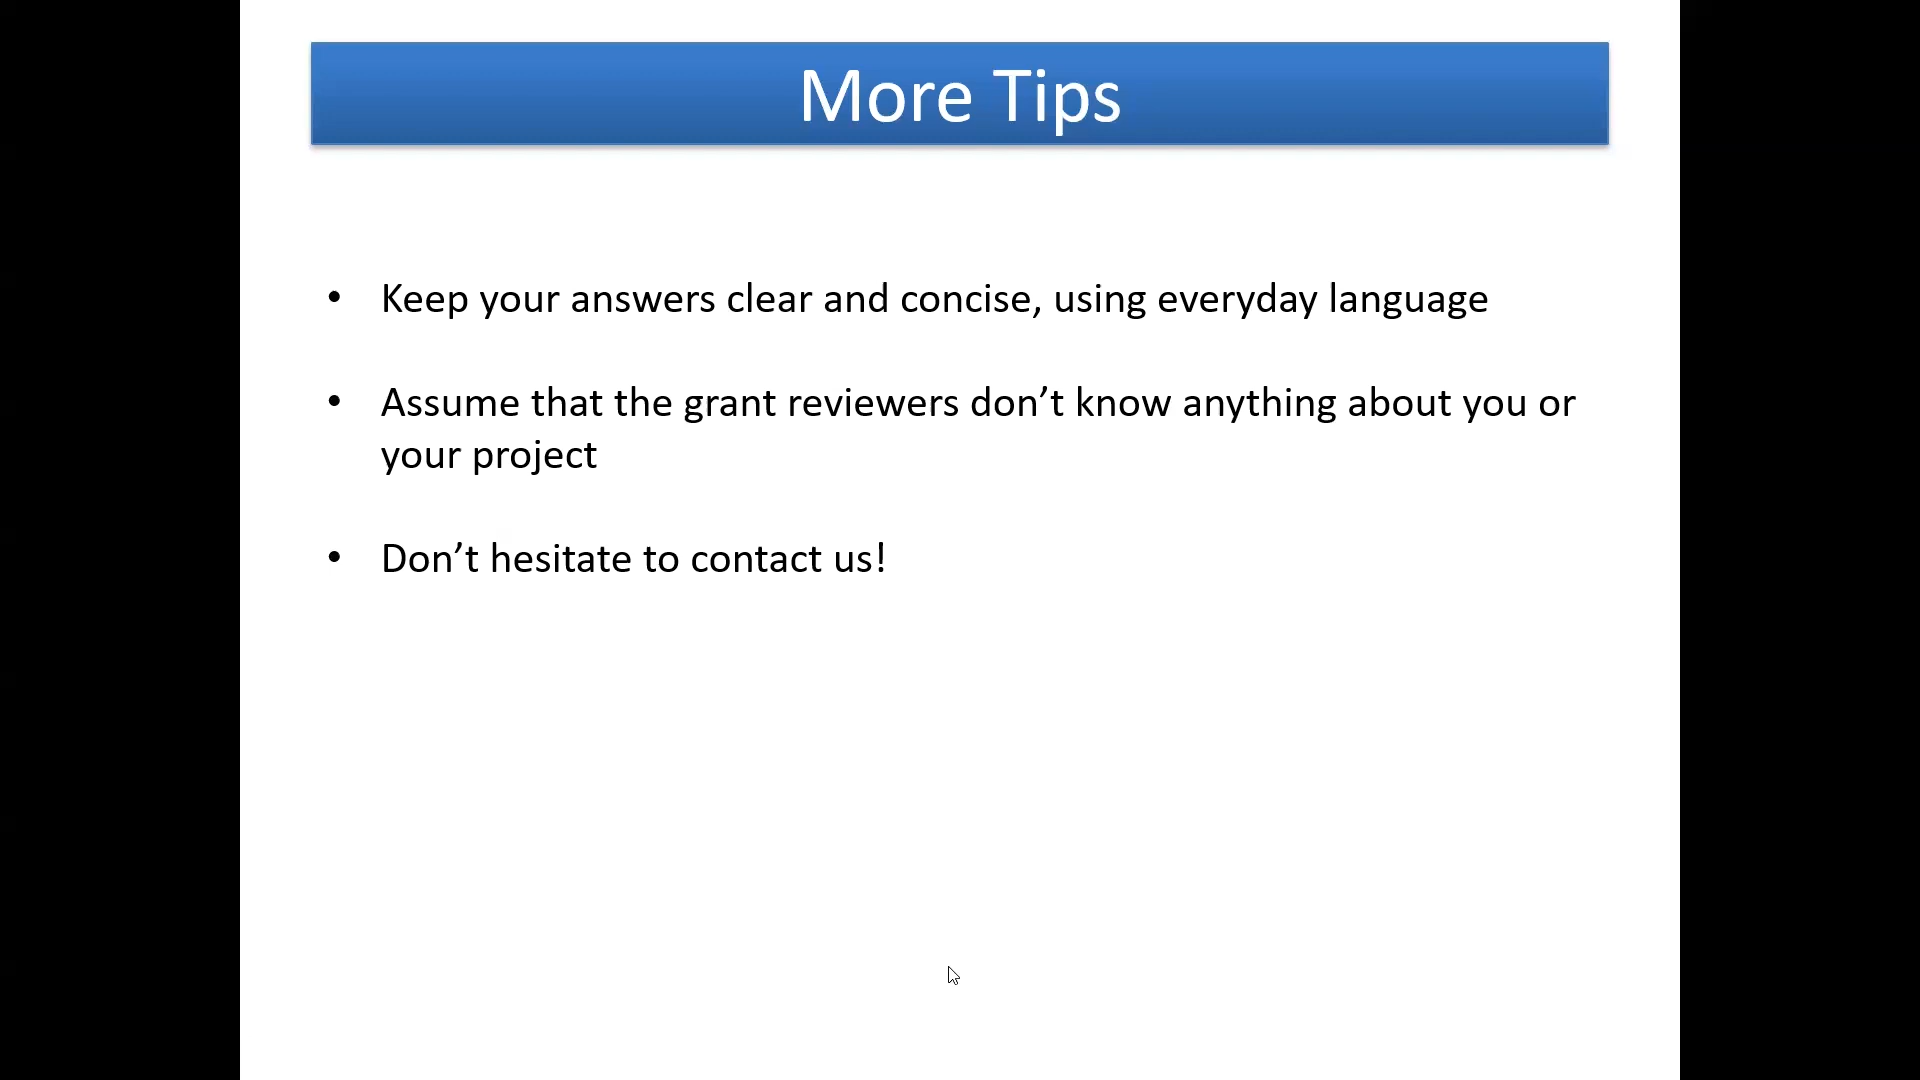 More Tips
• Keep your answers clear and concise, using everyday language
• Assume that the grant reviewers don’t know anything about you or
your project
• Don’t hesitate to contact us!